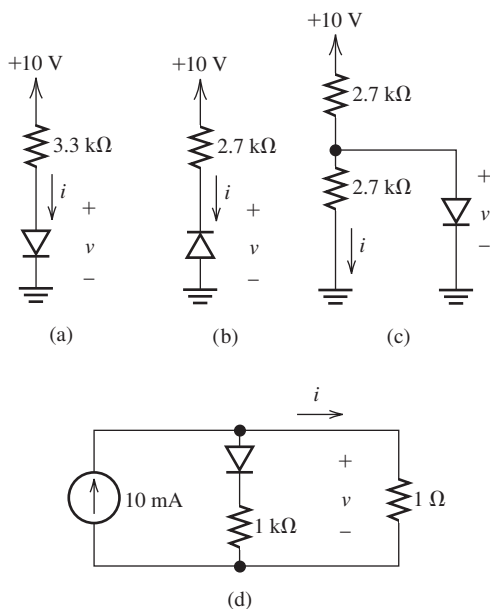 +10 V
3.3 kΩ
i
+
v
−
(a)
+10 V
2.7 kΩ
i
+
v
−
(b)
+10 V
2.7 kΩ
2.7 kΩ
i
+
v
−
(c)
i
10 mA
1 kΩ
+
v
−
1 Ω
(d)